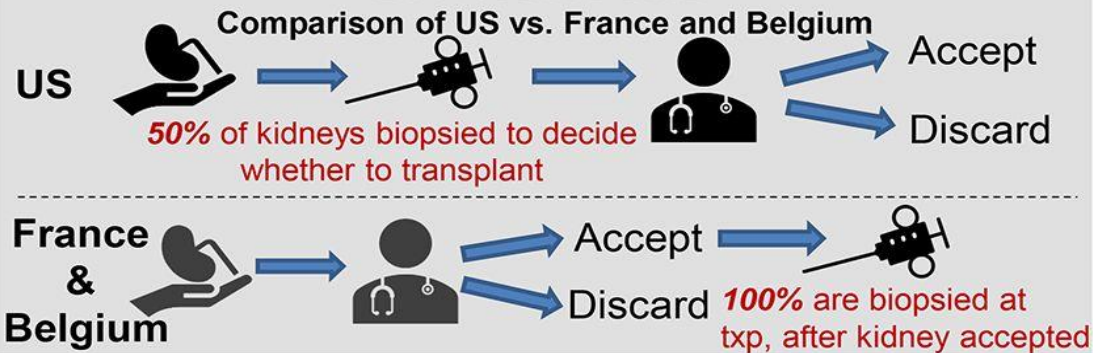 Comparison of US vs. France and Belgium
US
Accept
Discard
50% of kidneys biopsied to decide
whether to transplant
France
&
Belgium
Accept
Discard
100% are biopsied at
txp, after kidney accepted